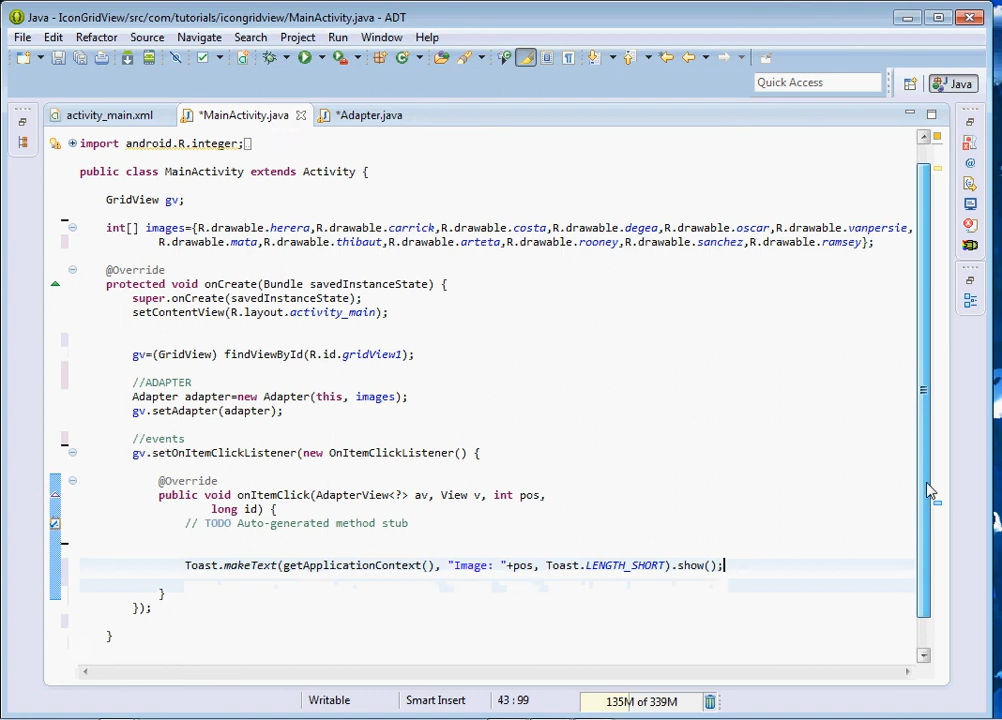 Java - IconGridView/src/com/tutorials/icongridview/MainActivity.java - ADT
File Edit Refactor Source Navigate Search Project Run Window Help
Quick Access
Java
activity_main.xml *MainActivity.java *Adapter.java
import android.R.integer;
public class MainActivity extends Activity {
GridView gv;
int[] images={R.drawable.herera,R.drawable.carrick,R.drawable.costa,R.drawable.degea,R.drawable.oscar,R.drawable.vanpersie,
R.drawable.mata,R.drawable.thibaut,R.drawable.arteta,R.drawable.rooney,R.drawable.sanchez,R.drawable.ramsey};
@Override
protected void onCreate(Bundle savedInstanceState) {
super.onCreate(savedInstanceState);
setContentView(R.layout.activity_main);
gv=(GridView) findViewById(R.id.gridView1);
//ADAPTER
Adapter adapter=new Adapter(this, images);
gv.setAdapter(adapter);
//events
gv.setOnItemClickListener(new OnItemClickListener() {
@Override
public void onItemClick(AdapterView<?> av, View v, int pos,
long id) {
// TODO Auto-generated method stub
Toast.makeText(getApplicationContext(), "Image: "+pos, Toast.LENGTH_SHORT).show();
}
});
}
Writable Smart Insert 43 : 99 135M of 339M